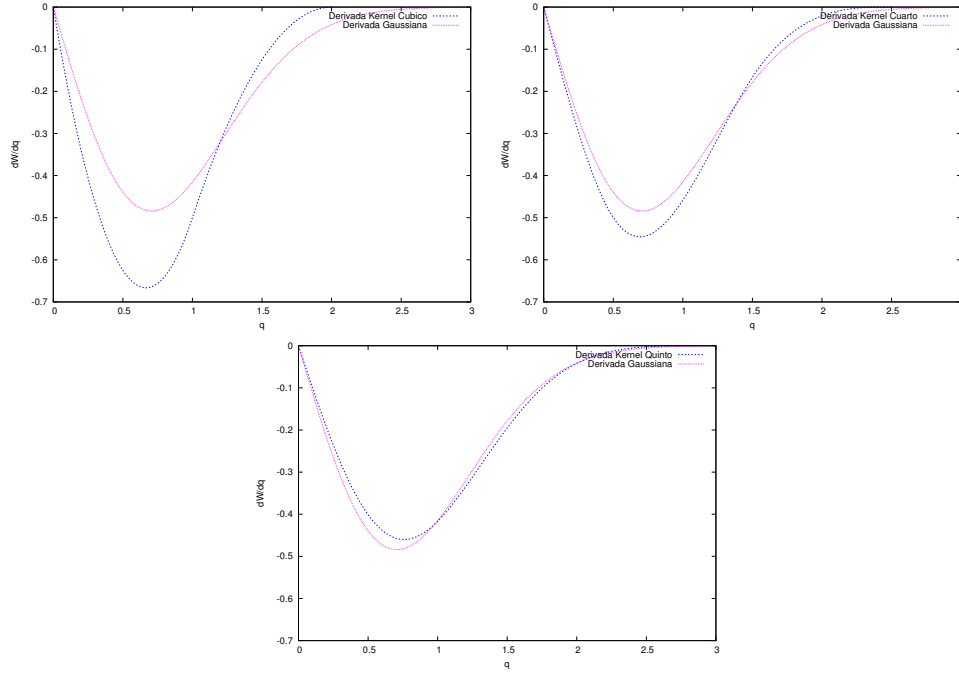 0
-0.1
-0.2
-0.3
-0.4
-0.5
-0.6
-0.7
0 0.5 1 1.5 2 2.5 3
dW/dq
q
Derivada Kernel Cubico
Derivada Gaussiana
0
-0.1
-0.2
-0.3
-0.4
-0.5
-0.6
-0.7
0 0.5 1 1.5 2 2.5
dW/dq
q
Derivada Kernel Cuarto
Derivada Gaussiana
0
-0.1
-0.2
-0.3
-0.4
-0.5
-0.6
-0.7
0 0.5 1 1.5 2 2.5 3
dW/dq
q
Derivada Kernel Quinto
Derivada Gaussiana